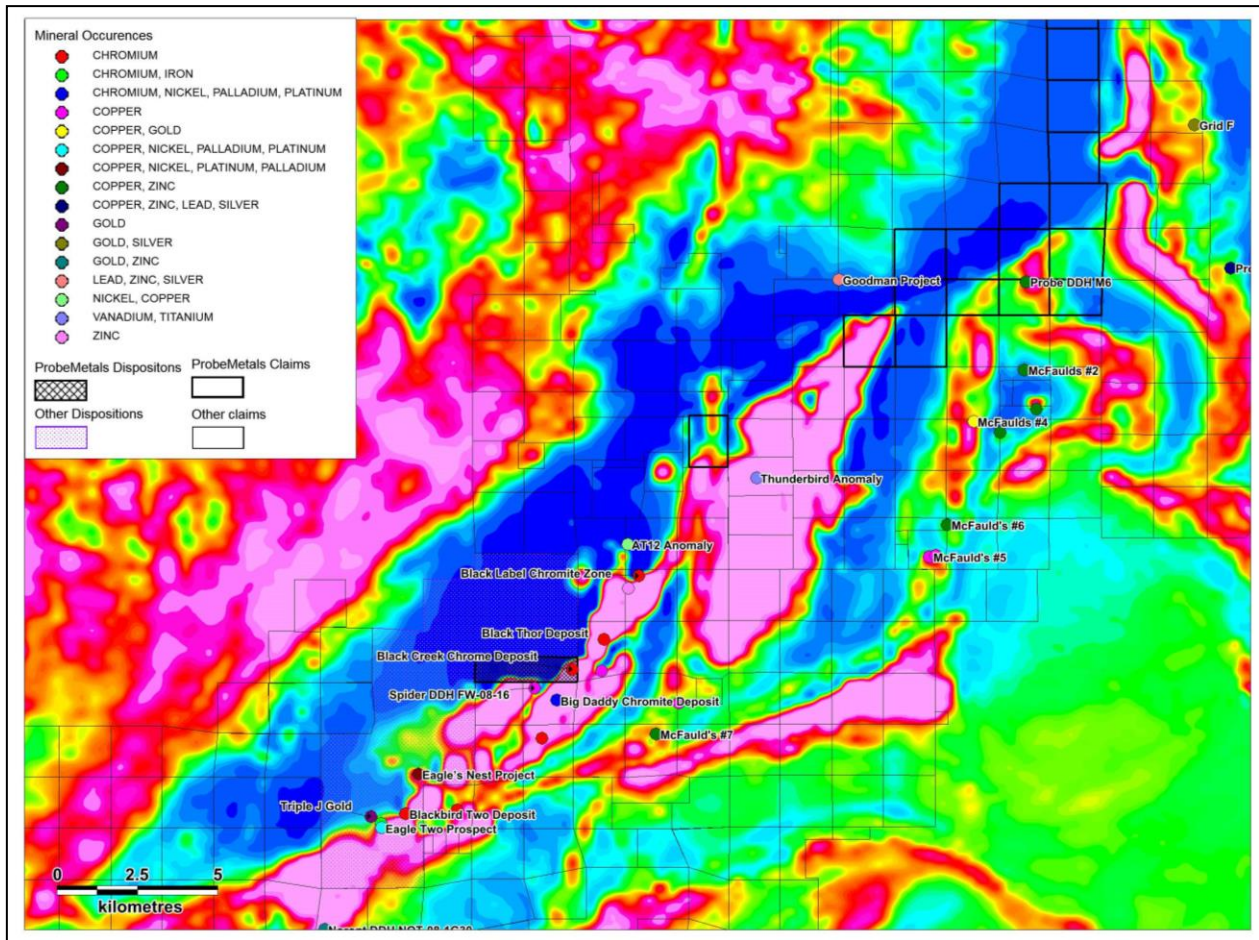 Mineral Occurences
CHROMIUM
CHROMIUM, IRON
CHROMIUM, NICKEL, PALLADIUM, PLATINUM
COPPER
COPPER, GOLD
COPPER, NICKEL, PALLADIUM, PLATINUM
COPPER, NICKEL, PLATINUM, PALLADIUM
COPPER, ZINC
COPPER, ZINC, LEAD, SILVER
GOLD
GOLD, SILVER
GOLD, ZINC
LEAD, ZINC, SILVER
NICKEL, COPPER
VANADIUM, TITANIUM
ZINC
ProbeMetals Dispositons
ProbeMetals Claims
Other Dispositions
Other claims
Grid F
Goodman Project
Pr
Probe DDH M6
McFaulds #2
McFaulds #4
Thunderbird Anomaly
McFauld's #6
AT12 Anomaly
McFauld's #5
Black Label Chromite Zone
Black Thor Deposit
Black Creek Chrome Deposit
Spider DDH FW-08-16
Big Daddy Chromite Deposit
McFauld's #7
Eagle's Nest Project
Triple J Gold
Blackbird Two Deposit
Eagle Two Prospect
0 2.5 5
kilometres